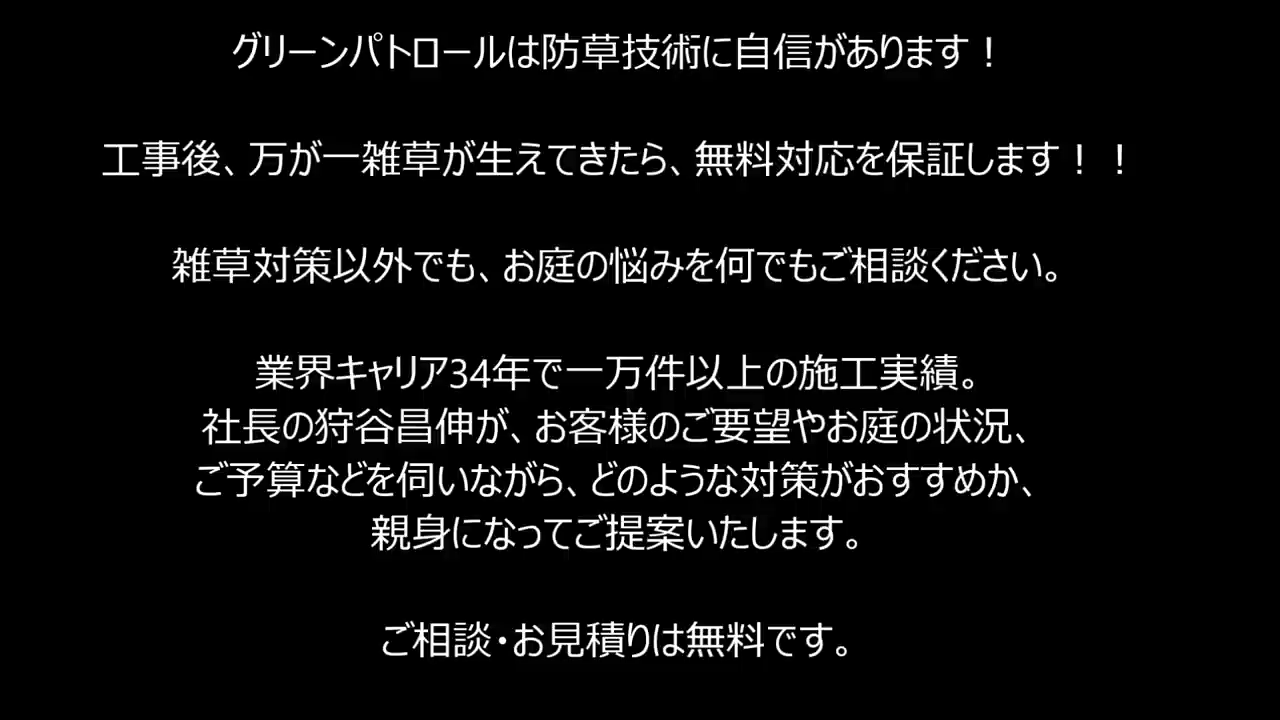 グリーンパトロールは防草技術に自信があります！
工事後、万が一雑草が生えてきたら、無料対応を保証します！！
雑草対策以外でも、お庭の悩みを何でもご相談ください。
業界キャリア34年で一万件以上の施工実績。
社長の狩谷昌伸が、お客様のご要望やお庭の状況、
ご予算などを伺いながら、どのような対策がおすすめか、
親身になってご提案いたします。
ご相談・お見積りは無料です。